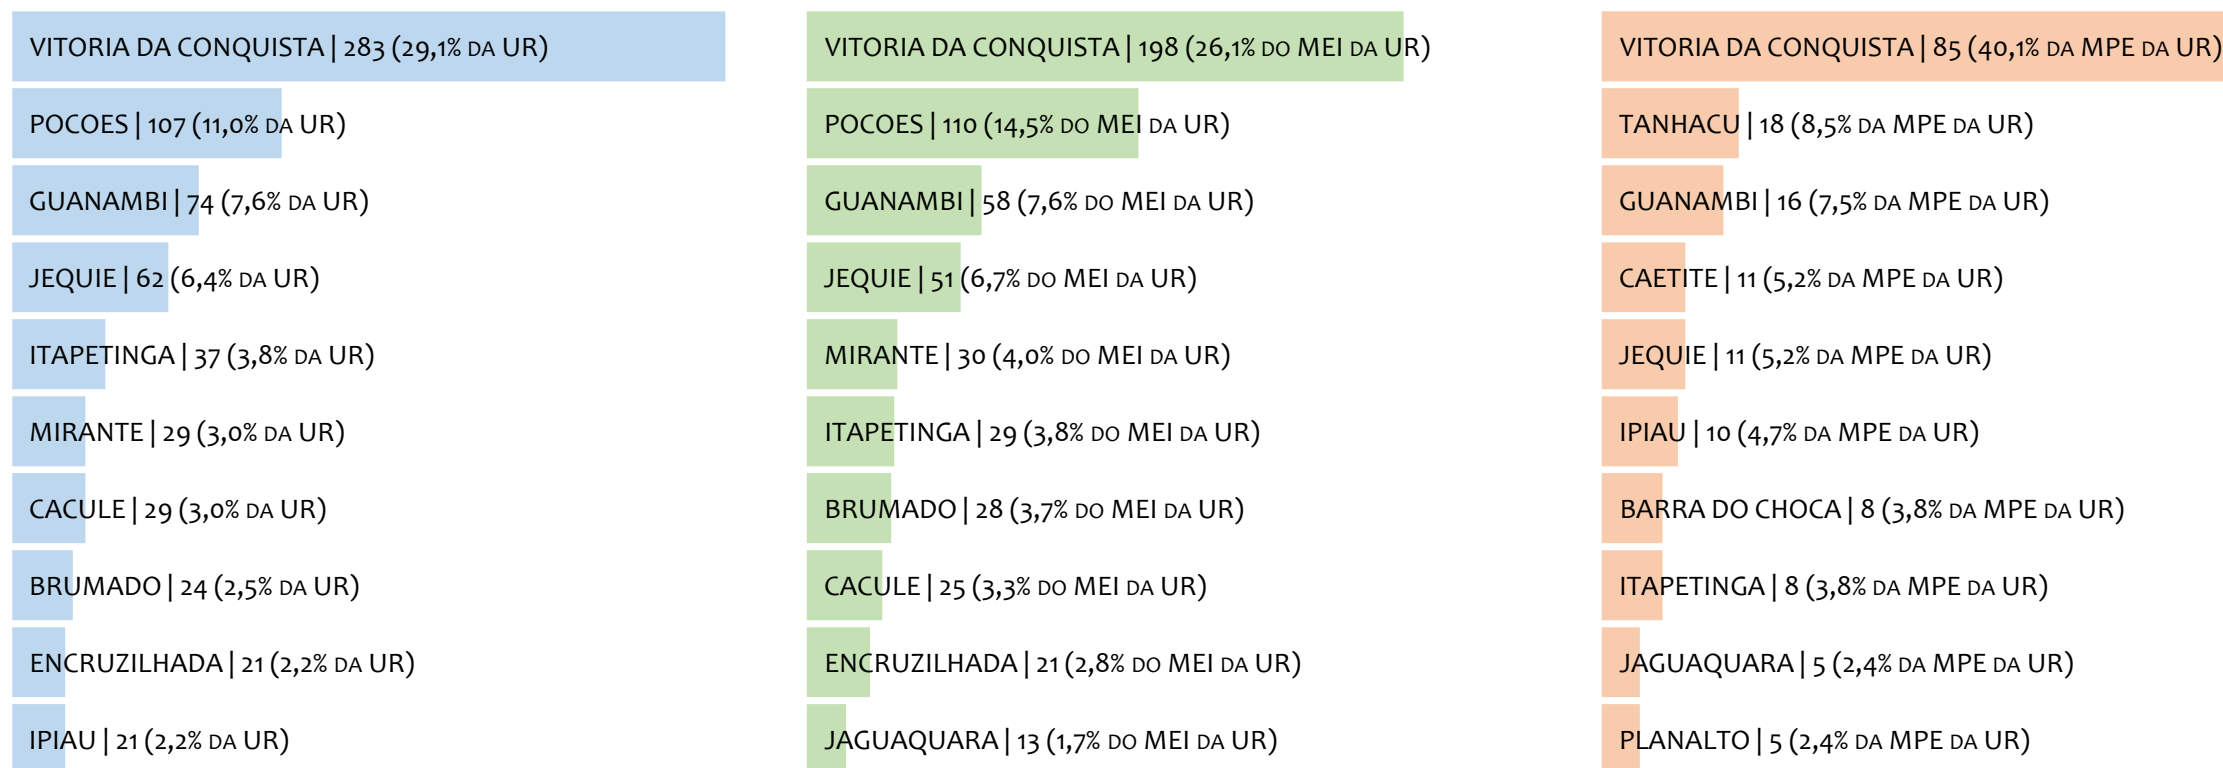 VITORIA DA CONQUISTA | 283 (29,1% DA UR)
POCOES | 107 (11,0% DA UR)
GUANAMBI | 74 (7,6% DA UR)
JEQUIE | 62 (6,4% DA UR)
ITAPETINGA | 37 (3,8% DA UR)
MIRANTE | 29 (3,0% DA UR)
CACULE | 29 (3,0% DA UR)
BRUMADO | 24 (2,5% DA UR)
ENCRUZILHADA | 21 (2,2% DA UR)
IPIAU | 21 (2,2% DA UR)
VITORIA DA CONQUISTA | 198 (26,1% DO MEI DA UR)
POCOES | 110 (14,5% DO MEI DA UR)
GUANAMBI | 58 (7,6% DO MEI DA UR)
JEQUIE | 51 (6,7% DO MEI DA UR)
MIRANTE | 30 (4,0% DO MEI DA UR)
ITAPETINGA | 29 (3,8% DO MEI DA UR)
BRUMADO | 28 (3,7% DO MEI DA UR)
CACULE | 25 (3,3% DO MEI DA UR)
ENCRUZILHADA | 21 (2,8% DO MEI DA UR)
JAGUAQUARA | 13 (1,7% DO MEI DA UR)
VITORIA DA CONQUISTA | 85 (40,1% DA MPE DA UR)
TANHACU | 18 (8,5% DA MPE DA UR)
GUANAMBI | 16 (7,5% DA MPE DA UR)
CAETITE | 11 (5,2% DA MPE DA UR)
JEQUIE | 11 (5,2% DA MPE DA UR)
IPIAU | 10 (4,7% DA MPE DA UR)
BARRA DO CHOCA | 8 (3,8% DA MPE DA UR)
ITAPETINGA | 8 (3,8% DA MPE DA UR)
JAGUAQUARA | 5 (2,4% DA MPE DA UR)
PLANALTO | 5 (2,4% DA MPE DA UR)